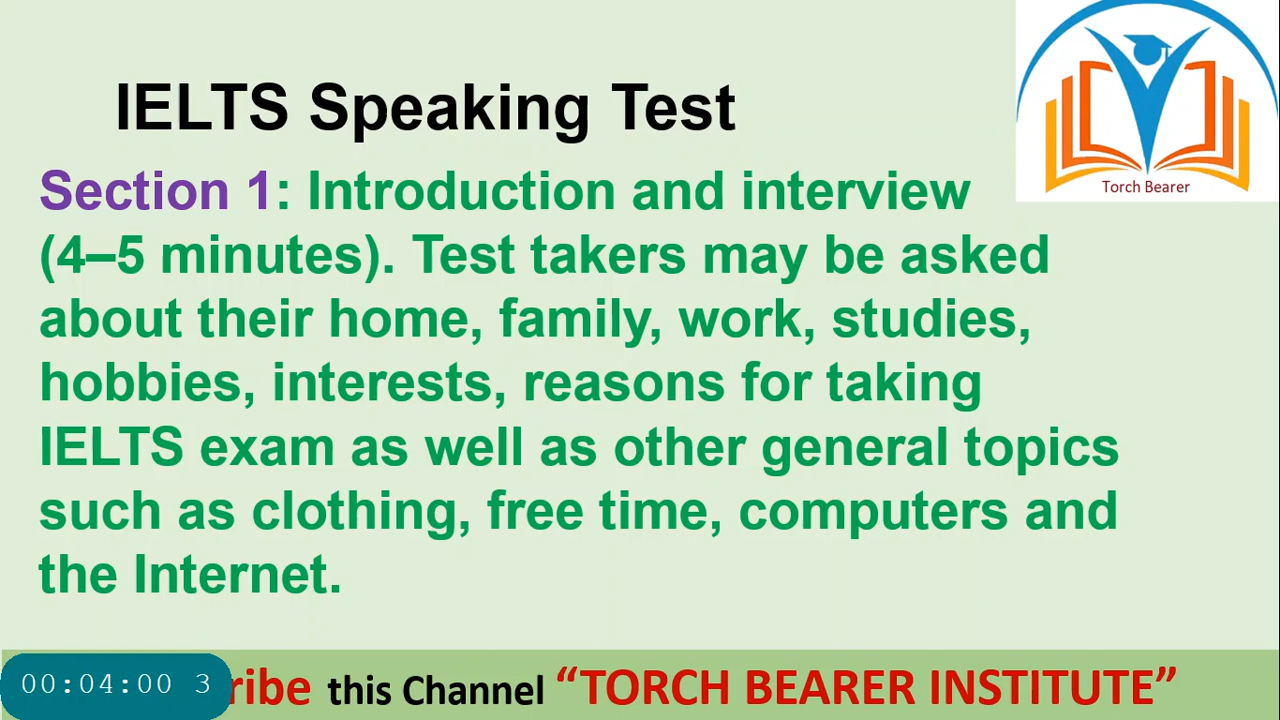 IELTS Speaking Test
Torch Bearer
Section 1: Introduction and interview
(4–5 minutes). Test takers may be asked
about their home, family, work, studies,
hobbies, interests, reasons for taking
IELTS exam as well as other general topics
such as clothing, free time, computers and
the Internet.
00:04:00 3
ribe this Channel “TORCH BEARER INSTITUTE”